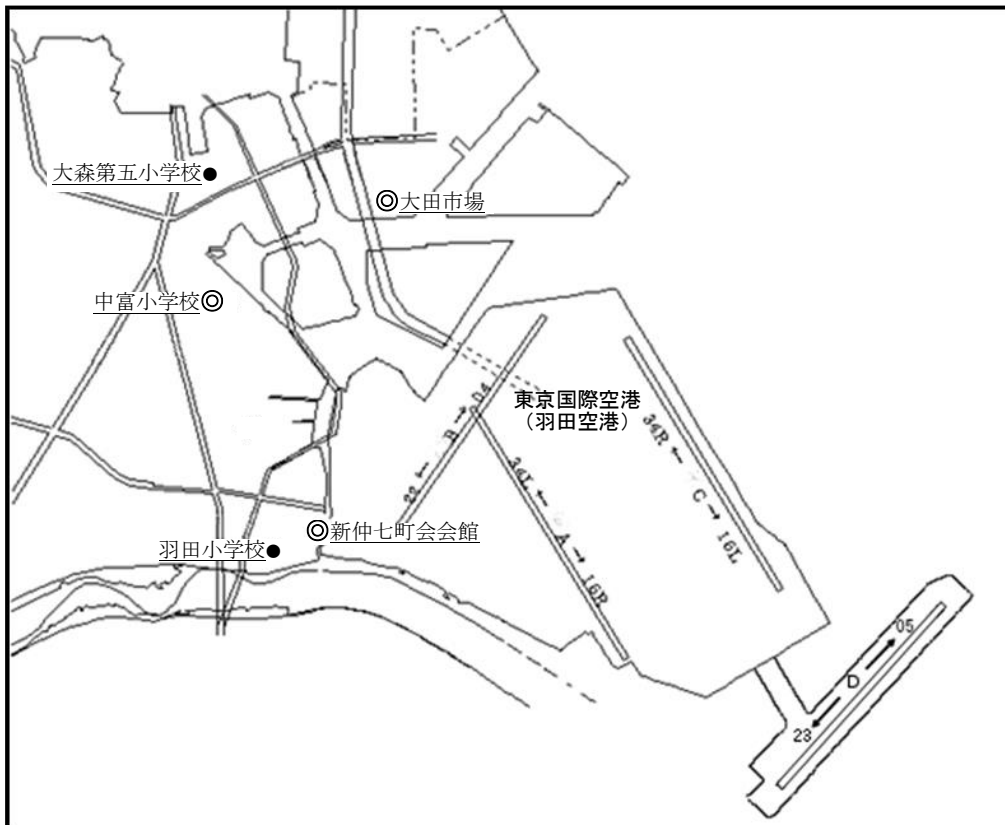 大森第五小学校●
◎大田市場
中富小学校◎
東京国際空港
（羽田空港）
04
B→
22←
34R←
C→16L
34L←
A→16R
◎新仲七町会会館
羽田小学校●
05
D
23